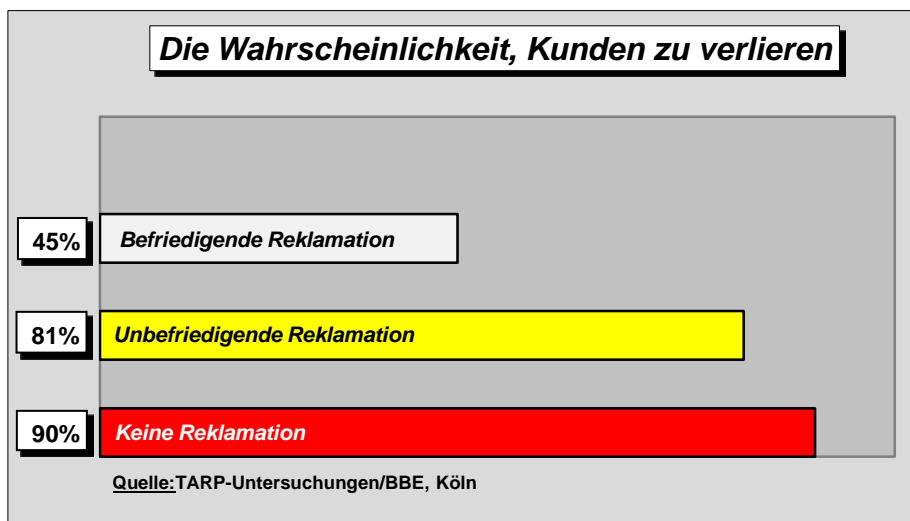 Die Wahrscheinlichkeit, Kunden zu verlieren
45% Befriedigende Reklamation
81% Unbefriedigende Reklamation
90% Keine Reklamation
Quelle:TARP-Untersuchungen/BBE, Köln